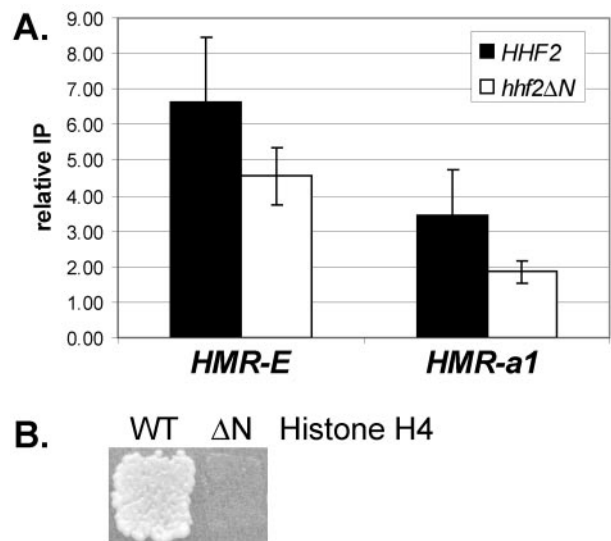 A.
9.00
8.00
7.00
6.00
5.00
4.00
3.00
2.00
1.00
0.00
relative IP
HHF2
hhf2ΔN
HMR-E
HMR-a1
B.
WT ΔN Histone H4